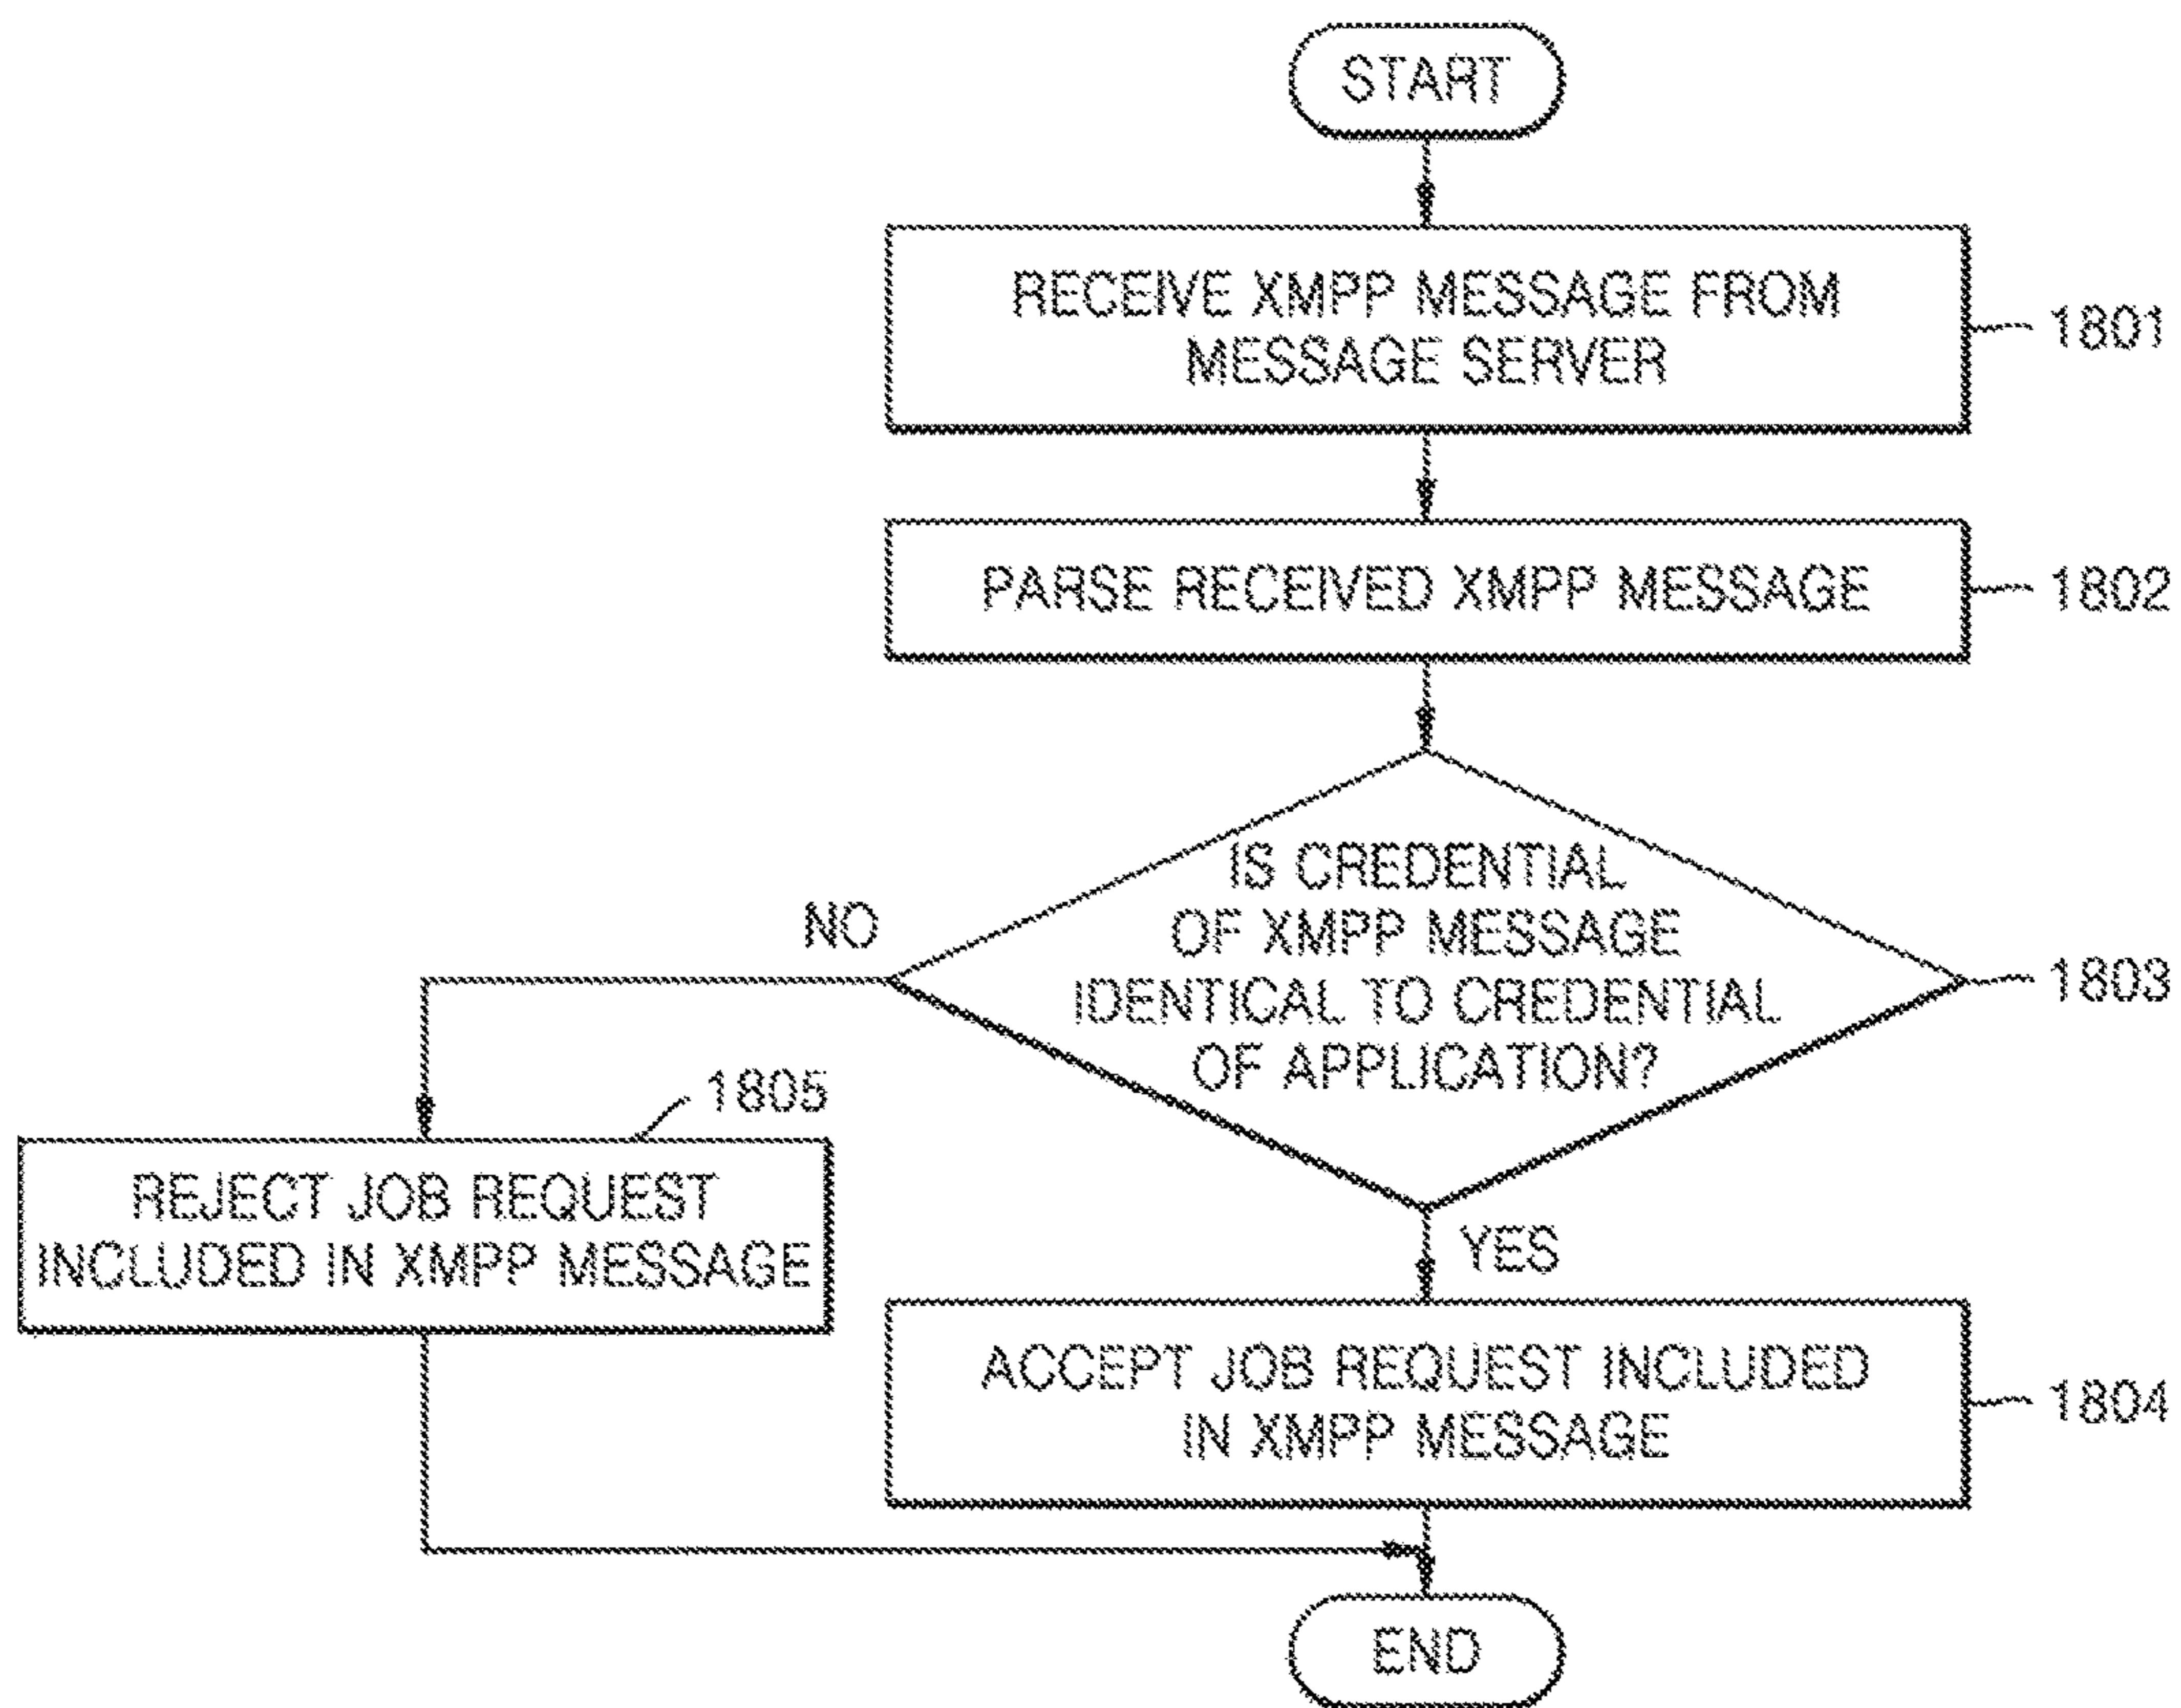 START
RECEIVE XMPP MESSAGE FROM
MESSAGE SERVER
1801
PARSE RECEIVED XMPP MESSAGE
1802
IS CREDENTIAL
OF XMPP MESSAGE
IDENTICAL TO CREDENTIAL
OF APPLICATION?
1803
NO
1805
REJECT JOB REQUEST
INCLUDED IN XMPP MESSAGE
YES
ACCEPT JOB REQUEST INCLUDED
IN XMPP MESSAGE
1804
END